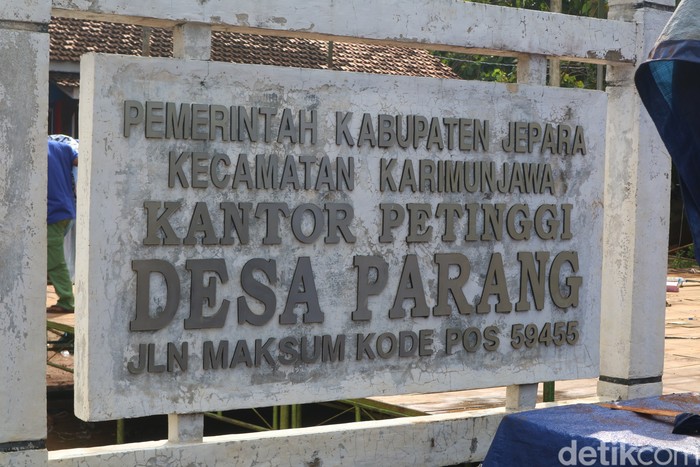 PEMERINTAH KABUPATEN JEPARA
KECAMATAN KARIMUNJAWA
KANTOR PETINGGI
DESA PARANG
JLN MAKSUM KODE POS 59455
detikcom